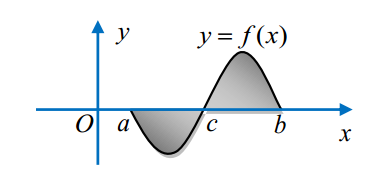 y
y = f(x)
O a c b x